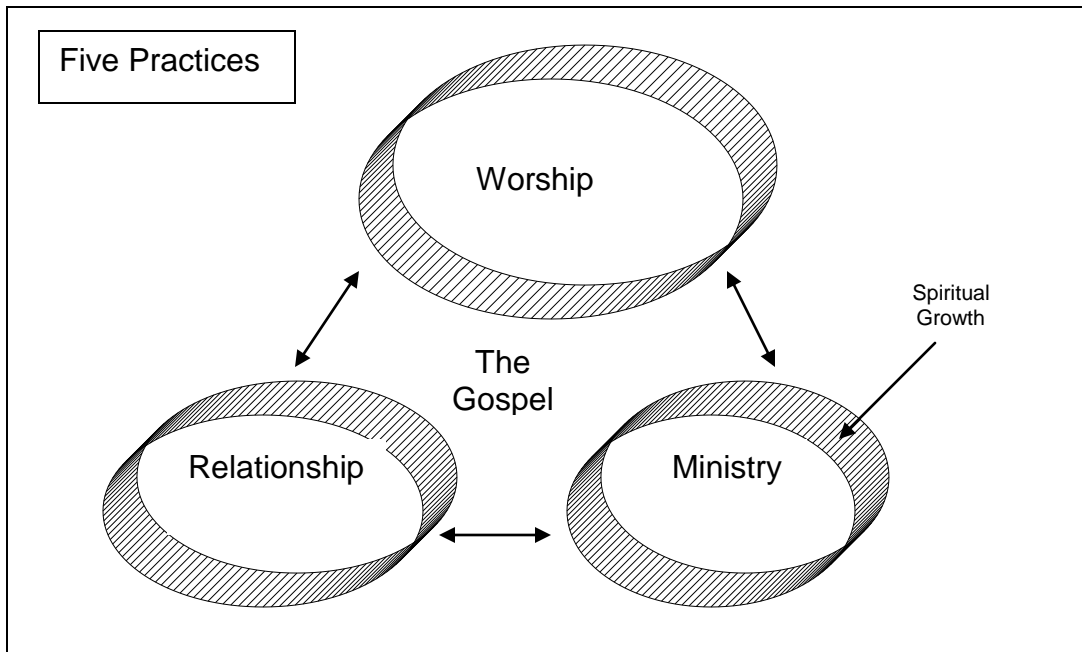 Five Practices
Worship
Spiritual
Growth
The
Gospel
Relationship
Ministry